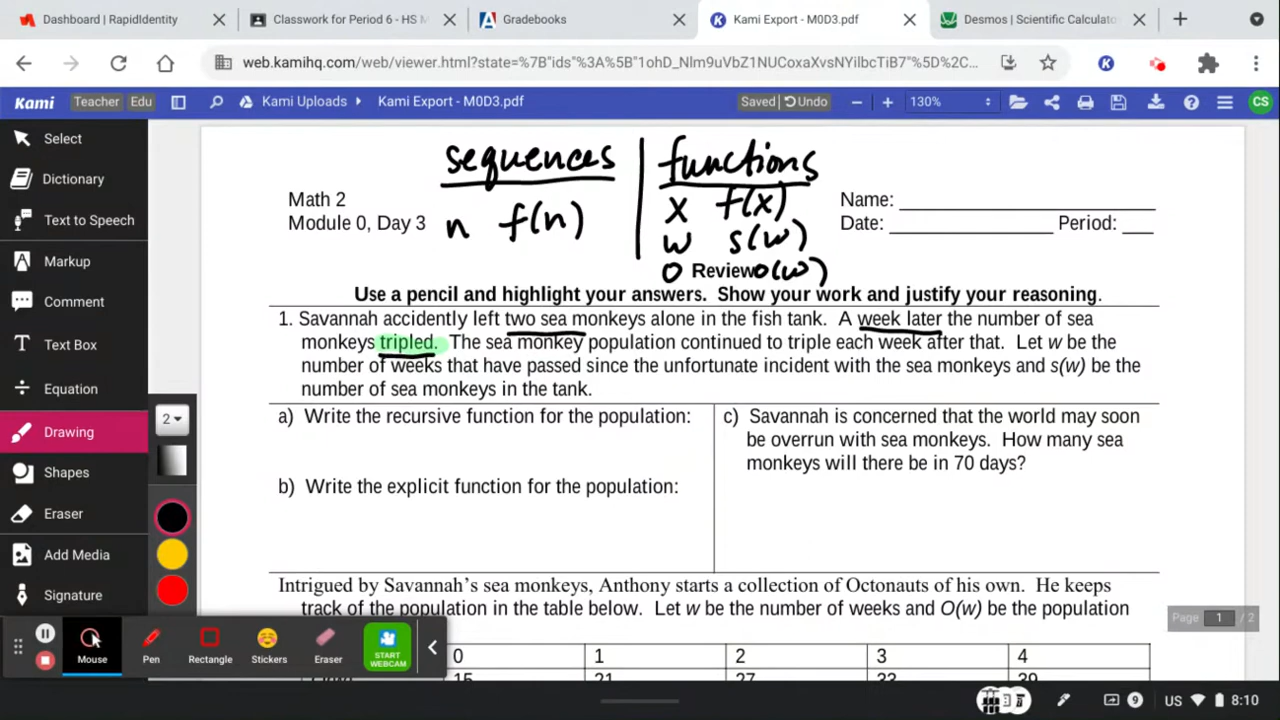 Dashboard | RapidIdentity
Classwork for Period 6 - HS M
Gradebooks
Kami Export - M0D3.pdf
Desmos | Scientific Calculato
web.kamihq.com/web/viewer.html?state=%7B"ids"%3A%5B"1ohD_Nlm9uVbZ1NUCoxaXvsNYilbcTiB7"%5D%2C...
Kami Teacher Edu Kami Uploads Kami Export - M0D3.pdf Saved Undo 130% CS
Select
Dictionary
Text to Speech
Markup
Comment
Text Box
Equation
Drawing
Shapes
Eraser
Add Media
Signature
2
sequences functions
Math 2 x f(x) Name: ____
Module 0, Day 3 n f(n) w s(w) Date: ____ Period: ___
O Review O(w)
Use a pencil and highlight your answers. Show your work and justify your reasoning.
1. Savannah accidently left two sea monkeys alone in the fish tank. A week later the number of sea
monkeys tripled. The sea monkey population continued to triple each week after that. Let w be the
number of weeks that have passed since the unfortunate incident with the sea monkeys and s(w) be the
number of sea monkeys in the tank.
a) Write the recursive function for the population:
b) Write the explicit function for the population:
c) Savannah is concerned that the world may soon
be overrun with sea monkeys. How many sea
monkeys will there be in 70 days?
Intrigued by Savannah's sea monkeys, Anthony starts a collection of Octonauts of his own. He keeps
track of the population in the table below. Let w be the number of weeks and O(w) be the population
0 1 2 3 4
15 21 27 33 39
Page 1 / 2
Mouse Pen Rectangle Stickers Eraser START WEBCAM
9 US 8:10